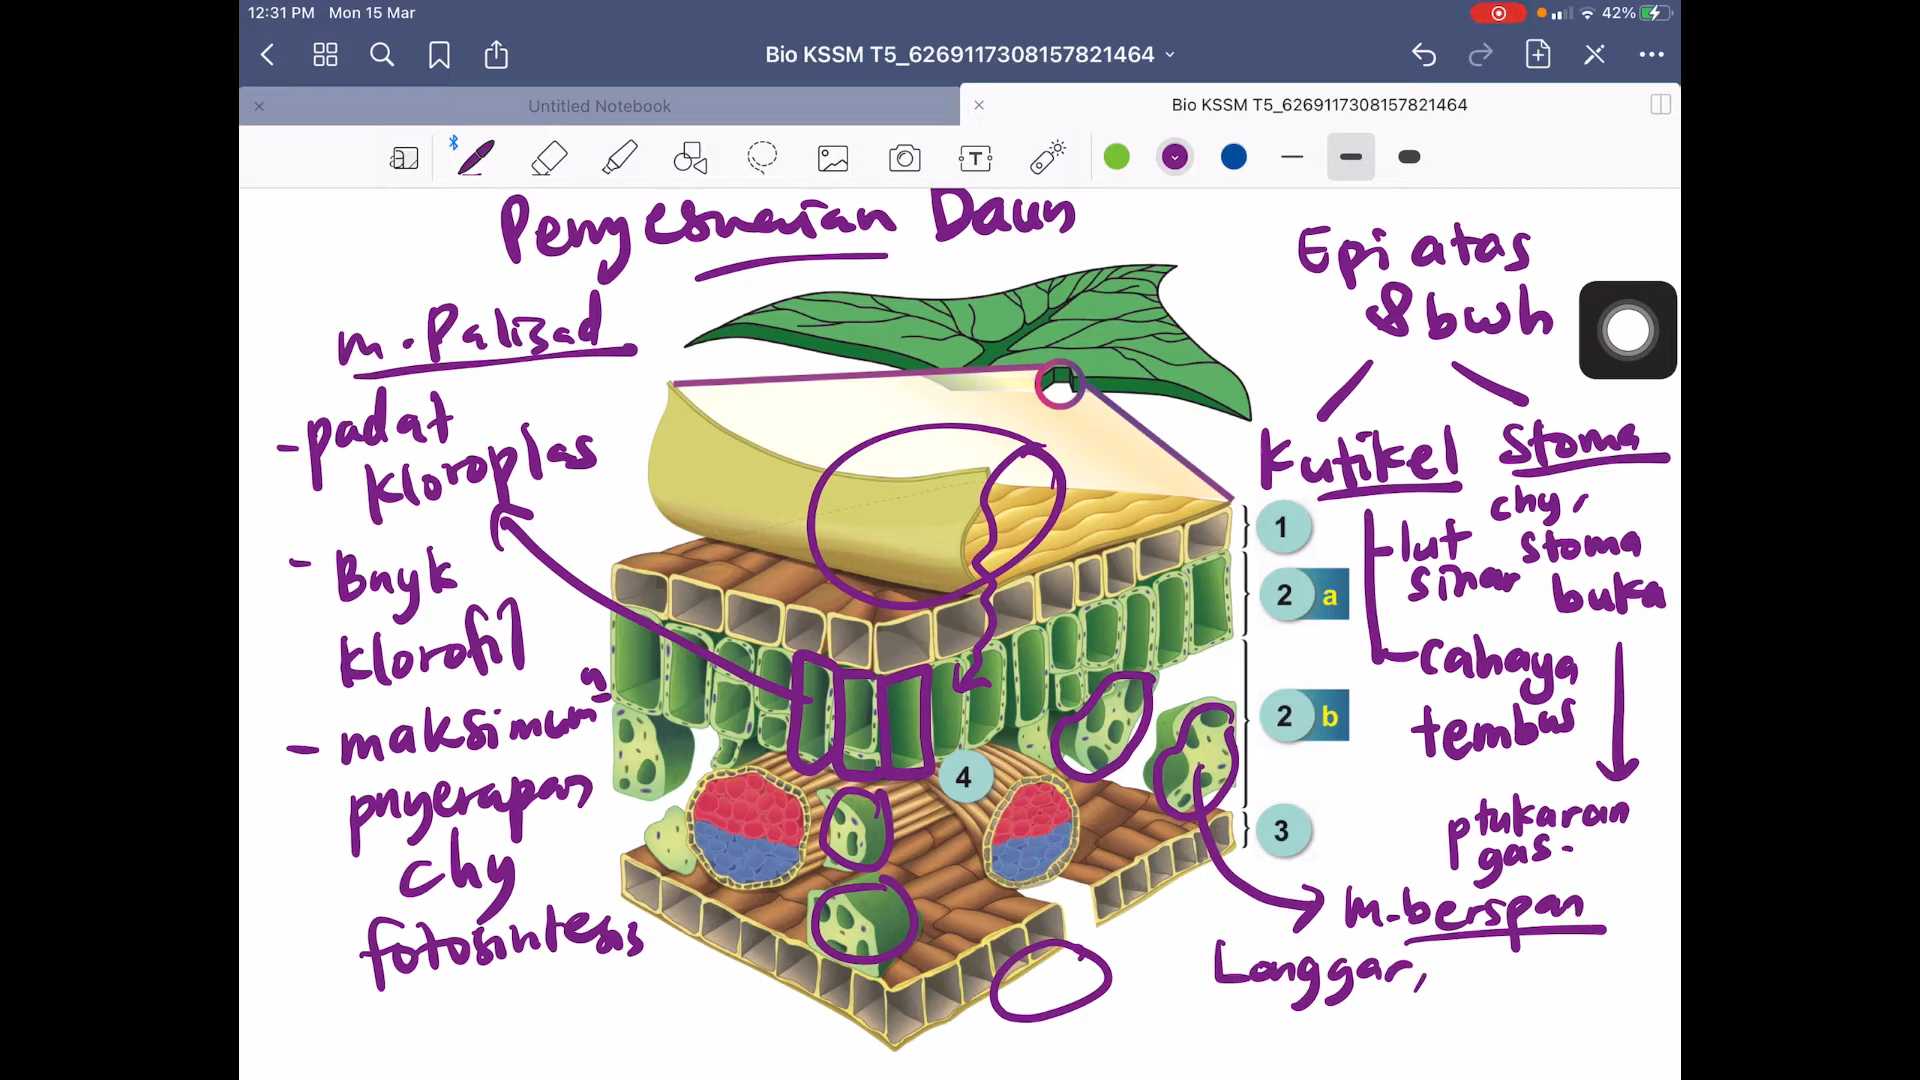 12:31 PM Mon 15 Mar
42%
Bio KSSM T5_6269117308157821464
Untitled Notebook
Bio KSSM T5_6269117308157821464
Penyesuaian Daun
m. Palisad
- padat
kloroplas
- Bnyk
klorofil
- maksimumn
pnyerapan
chy
fotosintesis
Epi atas
& bwh
Kutikel
lut
sinar
cahaya
tembus
Stoma
chy,
stoma
buka
ptukaran
gas.
M. berspan
Longgar,
1
2 a
2 b
3
4